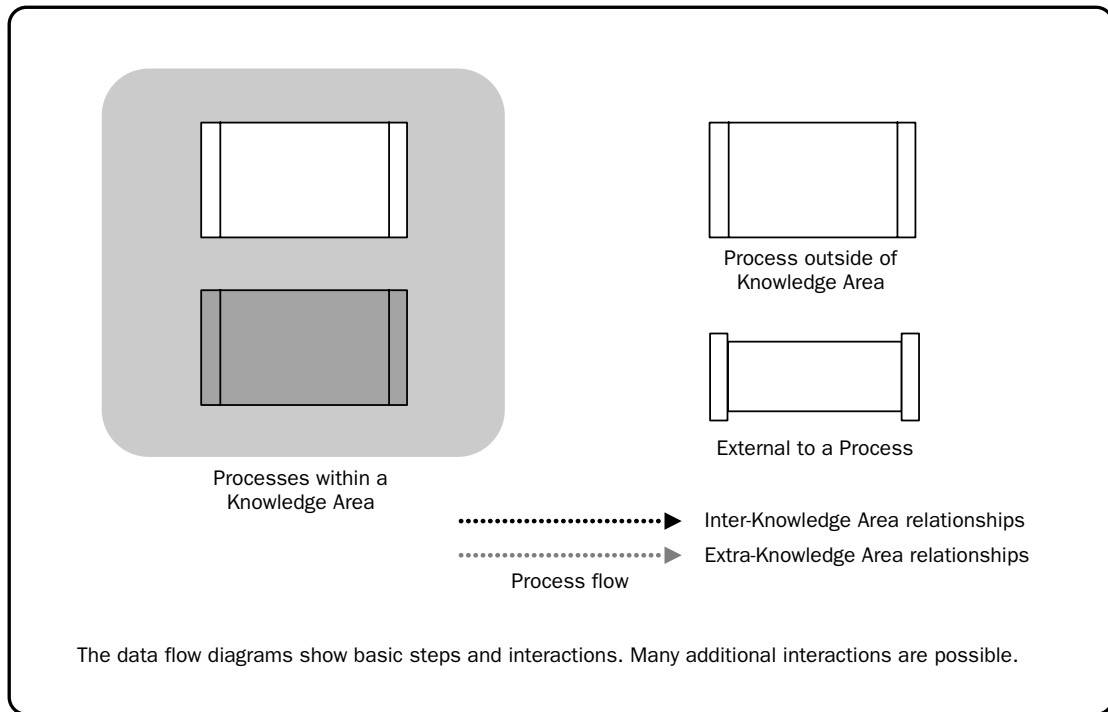 Process outside of
Knowledge Area
External to a Process
Processes within a
Knowledge Area
Inter-Knowledge Area relationships
Extra-Knowledge Area relationships
Process flow
The data flow diagrams show basic steps and interactions. Many additional interactions are possible.